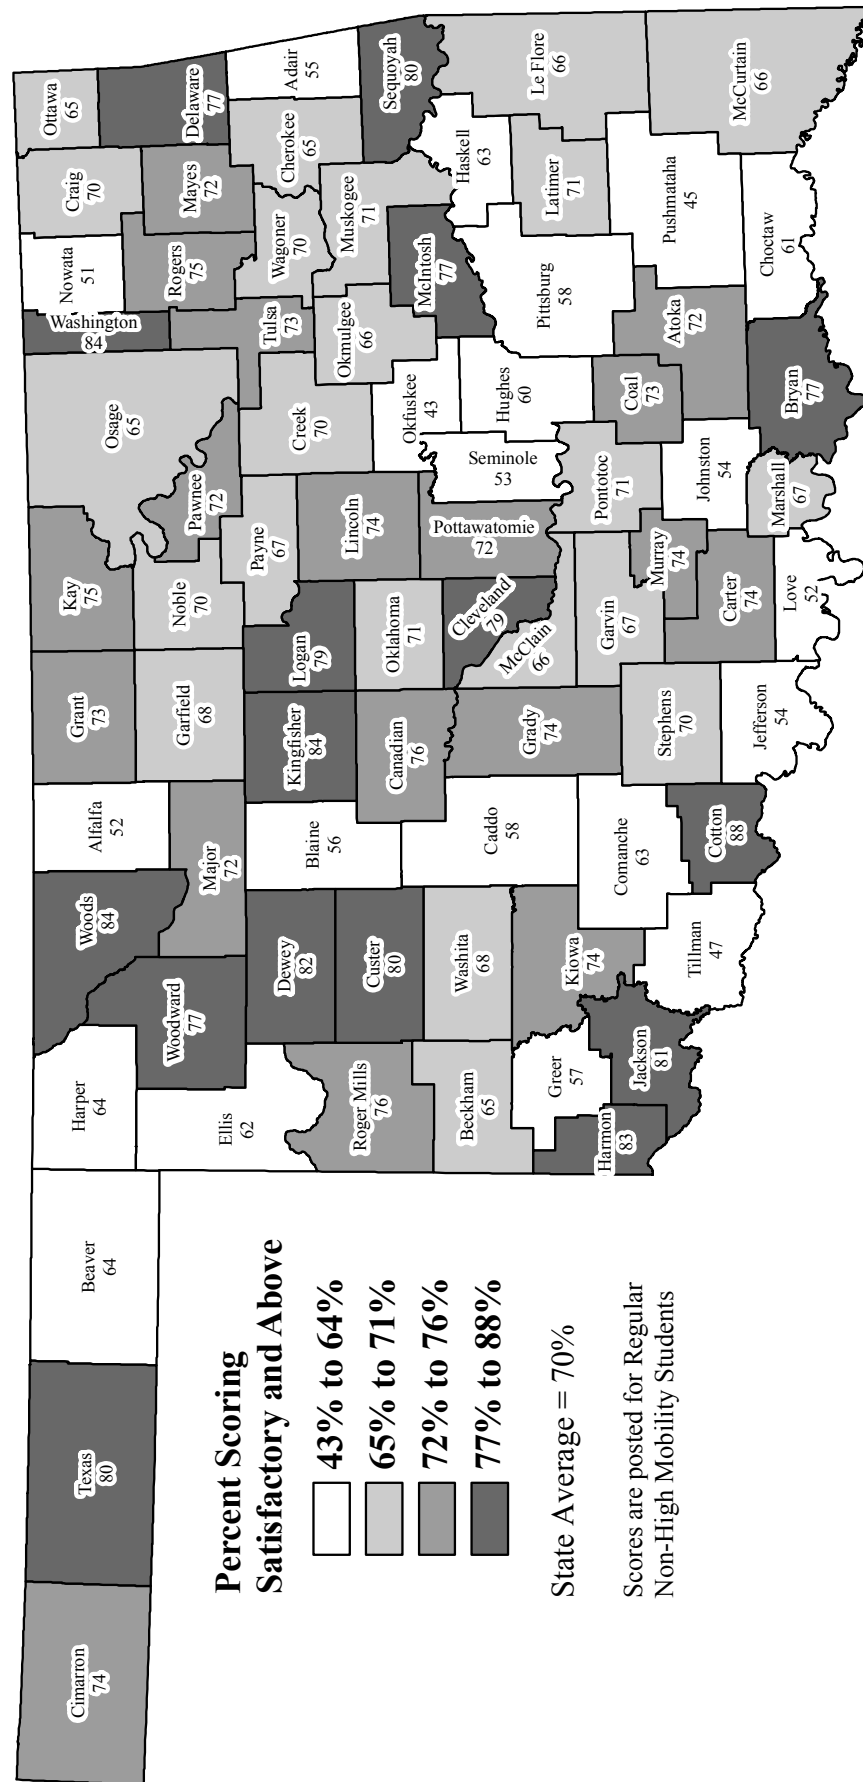 Cimarron
74
Texas
80
Beaver
64
Harper
64
Woods
84
Alfalfa
52
Grant
73
Kay
75
Osage
65
Washington
84
Nowata
51
Craig
70
Ottawa
65
Ellis
62
Woodward
77
Major
72
Garfield
68
Noble
70
Pawnee
72
Rogers
75
Mayes
72
Delaware
77
Roger Mills
76
Dewey
82
Blaine
56
Kingfisher
84
Logan
79
Payne
67
Creek
70
Tulsa
73
Wagoner
70
Cherokee
65
Adair
55
Custer
80
Canadian
76
Oklahoma
71
Lincoln
74
Okfuskee
43
Okmulgee
66
Muskogee
71
Sequoyah
80
Beckham
65
Washita
68
Caddo
58
Grady
74
McClain
66
Cleveland
79
Pottawatomie
72
Seminole
53
Hughes
60
McIntosh
77
Haskell
63
Le Flore
66
Greer
57
Kiowa
74
Comanche
63
Stephens
70
Garvin
67
Murray
74
Pontotoc
71
Coal
73
Pittsburg
58
Latimer
71
Harmon
83
Jackson
81
Tillman
47
Cotton
88
Jefferson
54
Carter
74
Love
52
Johnston
54
Marshall
67
Atoka
72
Bryan
77
Pushmataha
45
Choctaw
61
McCurtain
66
Percent Scoring
Satisfactory and Above
43% to 64%
65% to 71%
72% to 76%
77% to 88%
State Average = 70%
Scores are posted for Regular
Non-High Mobility Students